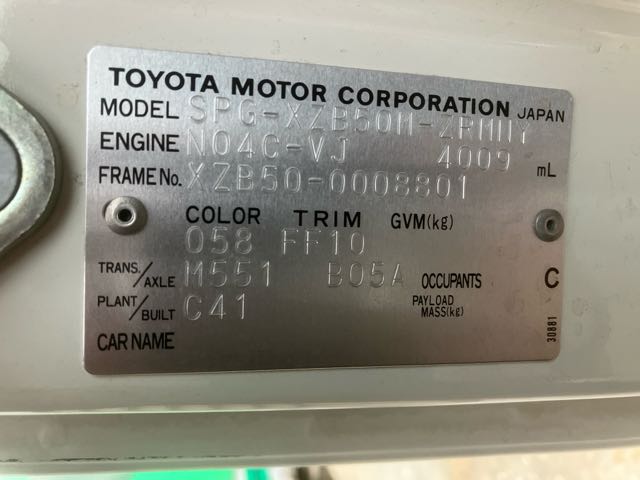 TOYOTA MOTOR CORPORATION JAPAN
MODEL SPG-XZB50M-ZRMNY
ENGINE N04C-VJ 4009 mL
FRAME No. XZB50-0008801
COLOR TRIM GVM(kg)
058 FF10
TRANS./AXLE M551 B05A OCCUPANTS C
PLANT/BUILT C41 PAYLOAD MASS(kg)
CAR NAME
30881